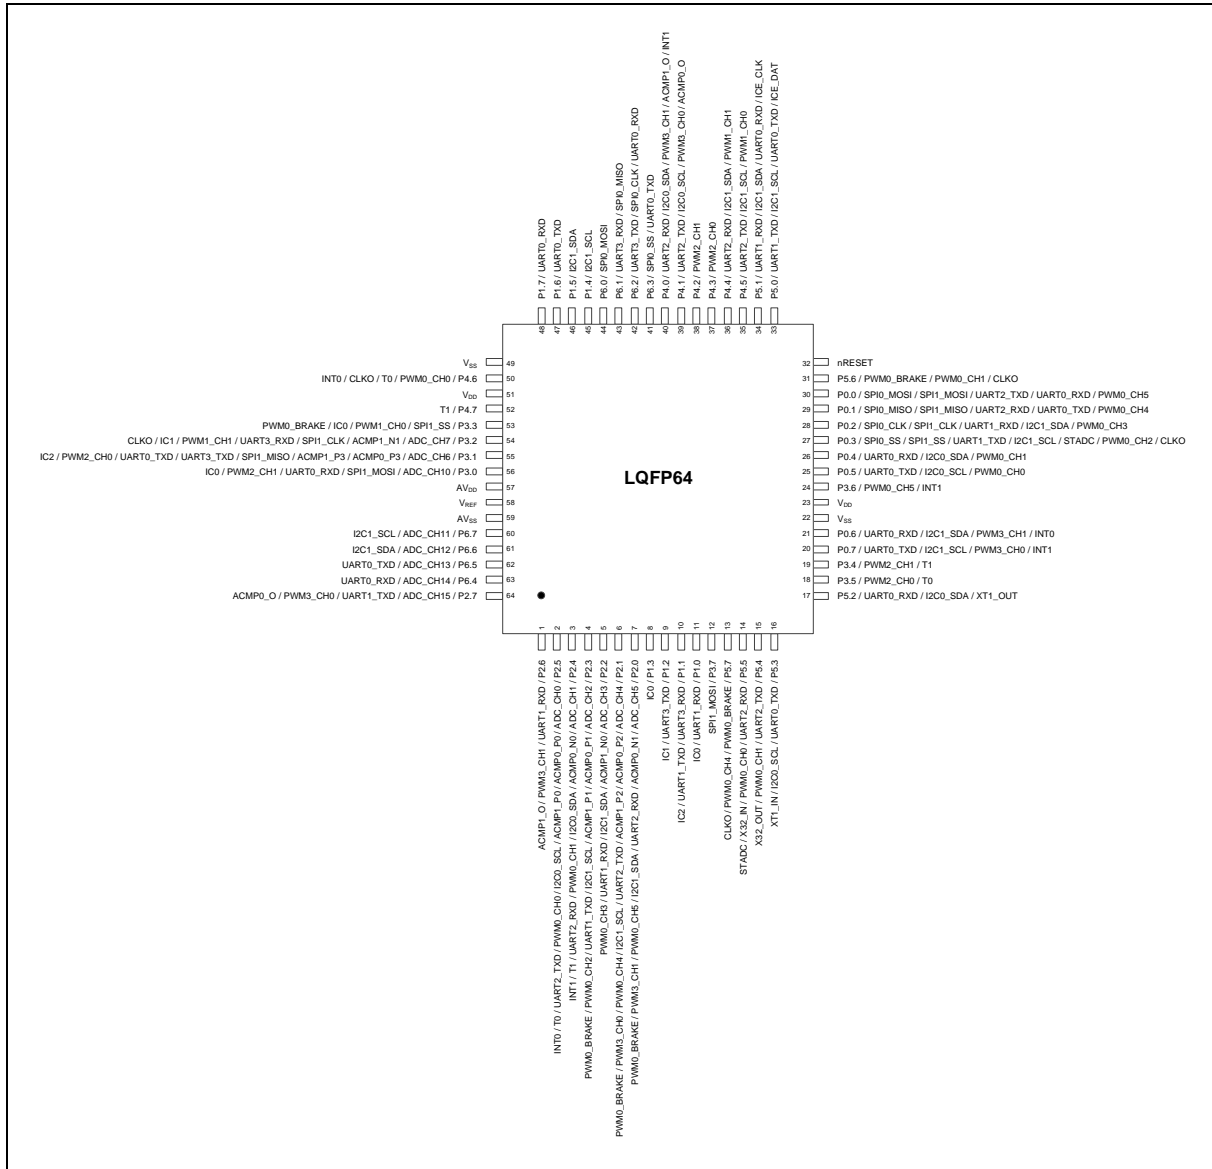 P1.7 / UART0_RXD
P1.6 / UART0_TXD
P1.5 / I2C1_SDA
P1.4 / I2C1_SCL
P6.0 / SPI0_MOSI
P6.1 / UART3_RXD / SPI0_MISO
P6.2 / UART3_TXD / SPI0_CLK / UART0_RXD
P6.3 / SPI0_SS / UART0_TXD
P4.0 / UART2_RXD / I2C0_SDA / PWM3_CH1 / ACMP1_O / INT1
P4.1 / UART2_TXD / I2C0_SCL / PWM3_CH0 / ACMP0_O
P4.2 / PWM2_CH1
P4.3 / PWM2_CH0
P4.4 / UART2_RXD / I2C1_SDA / PWM1_CH1
P4.5 / UART2_TXD / I2C1_SCL / PWM1_CH0
P5.1 / UART1_RXD / I2C1_SDA / UART0_RXD / ICE_CLK
P5.0 / UART1_TXD / I2C1_SCL / UART0_TXD / ICE_DAT
48 47 46 45 44 43 42 41 40 39 38 37 36 35 34 33
VSS 49
INT0 / CLKO / T0 / PWM0_CH0 / P4.6 50
VDD 51
T1 / P4.7 52
PWM0_BRAKE / IC0 / PWM1_CH0 / SPI1_SS / P3.3 53
CLKO / IC1 / PWM1_CH1 / UART3_RXD / SPI1_CLK / ACMP1_N1 / ADC_CH7 / P3.2 54
IC2 / PWM2_CH0 / UART0_TXD / UART3_TXD / SPI1_MISO / ACMP1_P3 / ACMP0_P3 / ADC_CH6 / P3.1 55
IC0 / PWM2_CH1 / UART0_RXD / SPI1_MOSI / ADC_CH10 / P3.0 56
AVDD 57
VREF 58
AVSS 59
I2C1_SCL / ADC_CH11 / P6.7 60
I2C1_SDA / ADC_CH12 / P6.6 61
UART0_TXD / ADC_CH13 / P6.5 62
UART0_RXD / ADC_CH14 / P6.4 63
ACMP0_O / PWM3_CH0 / UART1_TXD / ADC_CH15 / P2.7 64
LQFP64
32 nRESET
31 P5.6 / PWM0_BRAKE / PWM0_CH1 / CLKO
30 P0.0 / SPI0_MOSI / SPI1_MOSI / UART2_TXD / UART0_RXD / PWM0_CH5
29 P0.1 / SPI0_MISO / SPI1_MISO / UART2_RXD / UART0_TXD / PWM0_CH4
28 P0.2 / SPI0_CLK / SPI1_CLK / UART1_RXD / I2C1_SDA / PWM0_CH3
27 P0.3 / SPI0_SS / SPI1_SS / UART1_TXD / I2C1_SCL / STADC / PWM0_CH2 / CLKO
26 P0.4 / UART0_RXD / I2C0_SDA / PWM0_CH1
25 P0.5 / UART0_TXD / I2C0_SCL / PWM0_CH0
24 P3.6 / PWM0_CH5 / INT1
23 VDD
22 VSS
21 P0.6 / UART0_RXD / I2C1_SDA / PWM3_CH1 / INT0
20 P0.7 / UART0_TXD / I2C1_SCL / PWM3_CH0 / INT1
19 P3.4 / PWM2_CH1 / T1
18 P3.5 / PWM2_CH0 / T0
17 P5.2 / UART0_RXD / I2C0_SDA / XT1_OUT
1 2 3 4 5 6 7 8 9 10 11 12 13 14 15 16
ACMP1_O / PWM3_CH1 / UART1_RXD / P2.6
INT0 / T0 / UART2_TXD / PWM0_CH0 / I2C0_SCL / ACMP1_P0 / ACMP0_P0 / ADC_CH0 / P2.5
INT1 / T1 / UART2_RXD / PWM0_CH1 / I2C0_SDA / ACMP0_N0 / ADC_CH1 / P2.4
PWM0_BRAKE / PWM0_CH2 / UART1_TXD / I2C1_SCL / ACMP1_P1 / ACMP0_P1 / ADC_CH2 / P2.3
PWM0_CH3 / UART1_RXD / I2C1_SDA / ACMP1_N0 / ADC_CH3 / P2.2
PWM0_BRAKE / PWM3_CH0 / PWM0_CH4 / I2C1_SCL / UART2_TXD / ACMP1_P2 / ACMP0_P2 / ADC_CH4 / P2.1
PWM0_BRAKE / PWM3_CH1 / PWM0_CH5 / I2C1_SDA / UART2_RXD / ACMP0_N1 / ADC_CH5 / P2.0
IC0 / P1.3
IC1 / UART3_TXD / P1.2
IC2 / UART1_TXD / UART3_RXD / P1.1
IC0 / UART1_RXD / P1.0
SPI1_MOSI / P3.7
CLKO / PWM0_CH4 / PWM0_BRAKE / P5.7
STADC / X32_IN / PWM0_CH0 / UART2_RXD / P5.5
X32_OUT / PWM0_CH1 / UART2_TXD / P5.4
XT1_IN / I2C0_SCL / UART0_TXD / P5.3